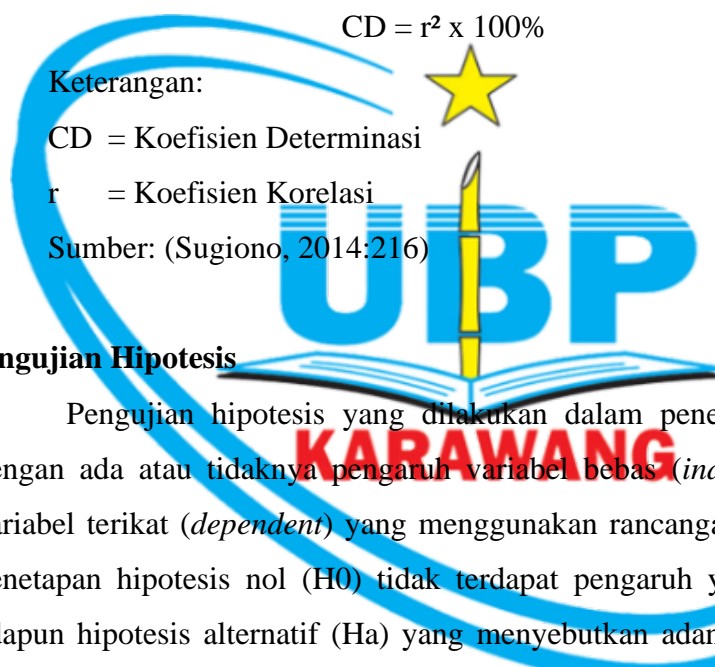 CD = r² x 100%
Keterangan:
CD = Koefisien Determinasi
r = Koefisien Korelasi
Sumber: (Sugiono, 2014:216)
UBP
ngujian Hipotesis
Pengujian hipotesis yang dilakukan dalam pene
engan ada atau tidaknya pengaruh variabel bebas (
KARAWANG
ariabel terikat (dependent) yang menggunakan rancanga
enetapan hipotesis nol (H0) tidak terdapat pengaruh y
dapun hipotesis alternatif (Ha) yang menyebutkan adan